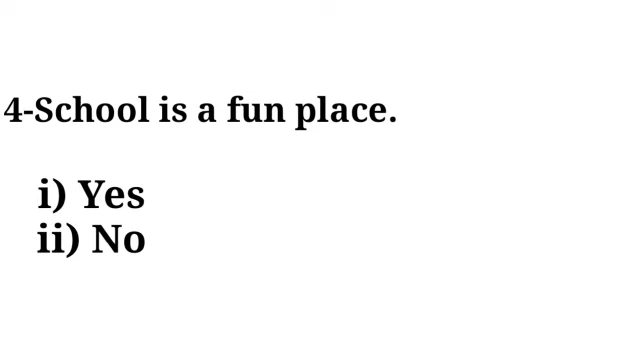 4-School is a fun place.
i) Yes
ii) No